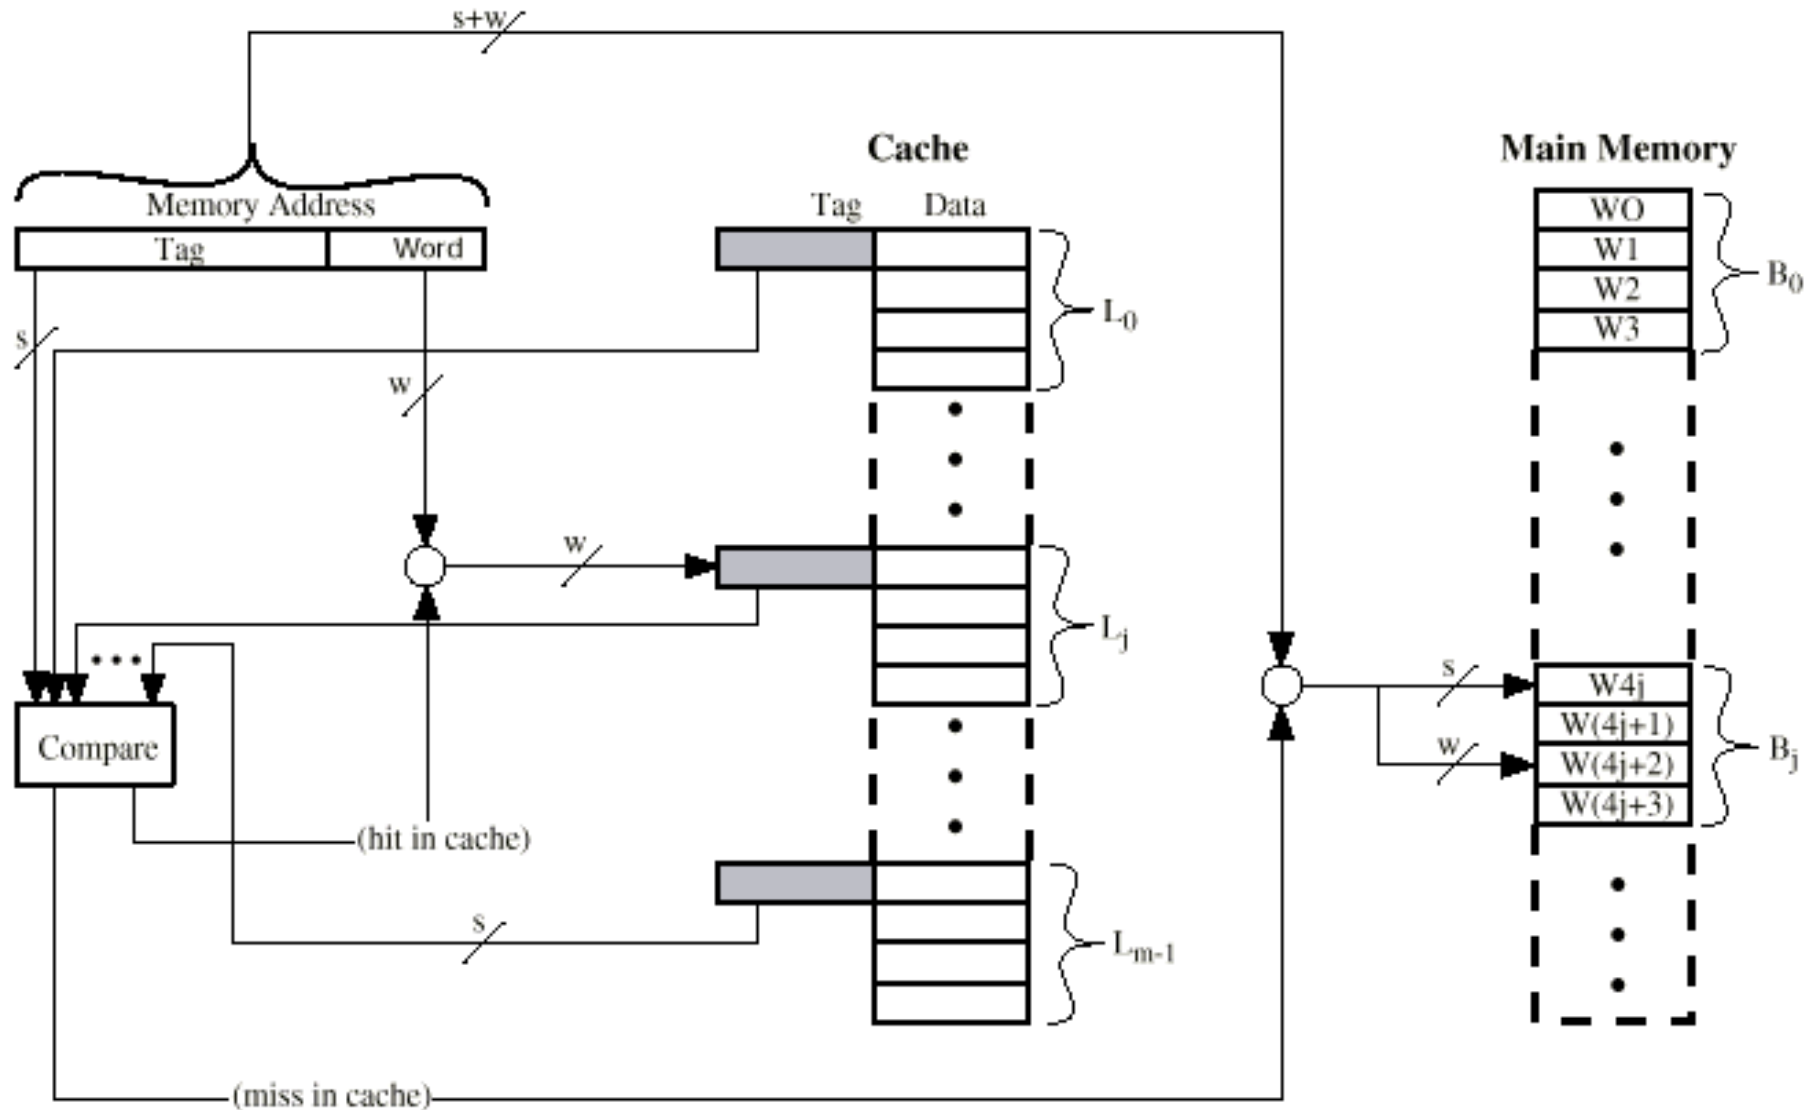 s+w
Cache
Main Memory
Memory Address
Tag Data
Tag Word
WO
W1
W2
W3
B0
L0
s
w
w
Lj
s
W4j
W(4j+1)
w
W(4j+2)
W(4j+3)
Bj
Compare
(hit in cache)
s
Lm-1
(miss in cache)